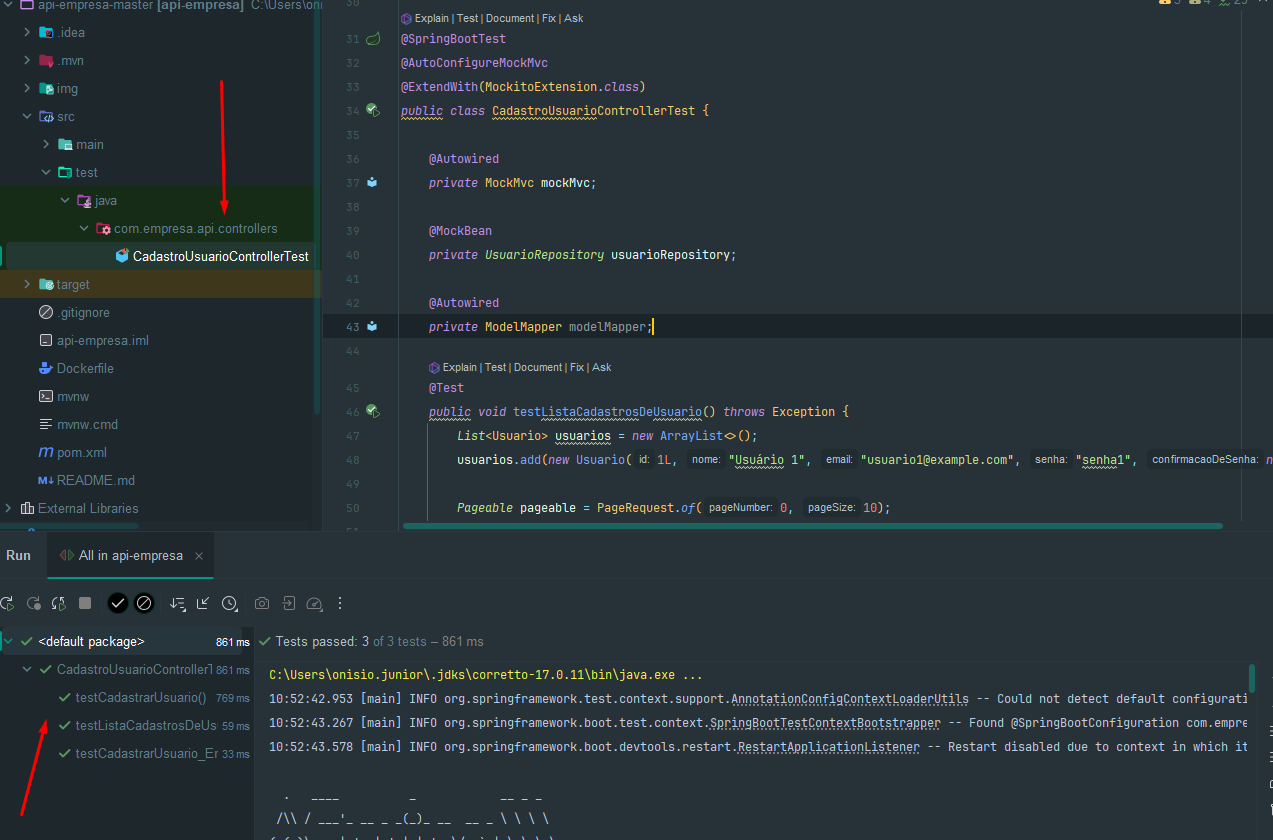 api-empresa-master [api-empresa] C:\Users\oni
.idea
.mvn
img
src
main
test
java
com.empresa.api.controllers
CadastroUsuarioControllerTest
target
.gitignore
api-empresa.iml
Dockerfile
mvnw
mvnw.cmd
pom.xml
README.md
External Libraries
30
Explain | Test | Document | Fix | Ask
31 @SpringBootTest
32 @AutoConfigureMockMvc
33 @ExtendWith(MockitoExtension.class)
34 public class CadastroUsuarioControllerTest {
35
36 @Autowired
37 private MockMvc mockMvc;
38
39 @MockBean
40 private UsuarioRepository usuarioRepository;
41
42 @Autowired
43 private ModelMapper modelMapper;
44
Explain | Test | Document | Fix | Ask
45 @Test
46 public void testListaCadastrosDeUsuario() throws Exception {
47 List<Usuario> usuarios = new ArrayList<>();
48 usuarios.add(new Usuario( id: 1L, nome: "Usuário 1", email: "usuario1@example.com", senha: "senha1", confirmacaoDeSenha: n
49
50 Pageable pageable = PageRequest.of( pageNumber: 0, pageSize: 10);
Run All in api-empresa
<default package> 861 ms
CadastroUsuarioControllerT 861 ms
testCadastrarUsuario() 769 ms
testListaCadastrosDeUs 59 ms
testCadastrarUsuario_Er 33 ms
Tests passed: 3 of 3 tests – 861 ms
C:\Users\onisio.junior\.jdks\corretto-17.0.11\bin\java.exe ...
10:52:42.953 [main] INFO org.springframework.test.context.support.AnnotationConfigContextLoaderUtils -- Could not detect default configurati
10:52:43.267 [main] INFO org.springframework.boot.test.context.SpringBootTestContextBootstrapper -- Found @SpringBootConfiguration com.empre
10:52:43.578 [main] INFO org.springframework.boot.devtools.restart.RestartApplicationListener -- Restart disabled due to context in which it